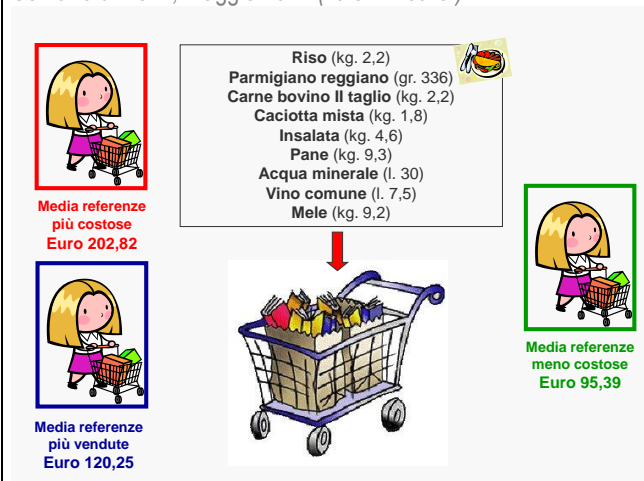 Riso (kg. 2,2)
Parmigiano reggiano (gr. 336)
Carne bovino II taglio (kg. 2,2)
Caciotta mista (kg. 1,8)
Insalata (kg. 4,6)
Pane (kg. 9,3)
Acqua minerale (l. 30)
Vino comune (l. 7,5)
Mele (kg. 9,2)
Media referenze
più costose
Euro 202,82
Media referenze
più vendute
Euro 120,25
Media referenze
meno costose
Euro 95,39